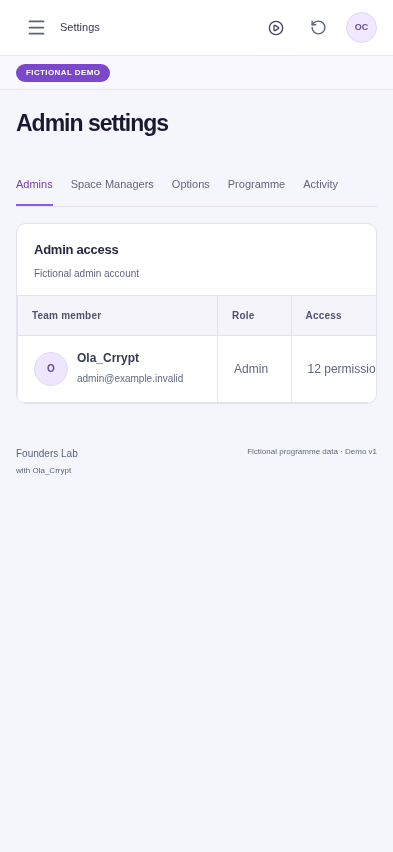 Settings
OC
FICTIONAL DEMO
Admin settings
Admins Space Managers Options Programme Activity
Admin access
Fictional admin account
Team member Role Access
O
Ola_Crrypt
admin@example.invalid
Admin
12 permissio
Founders Lab
with Ola_Crrypt
Fictional programme data · Demo v1